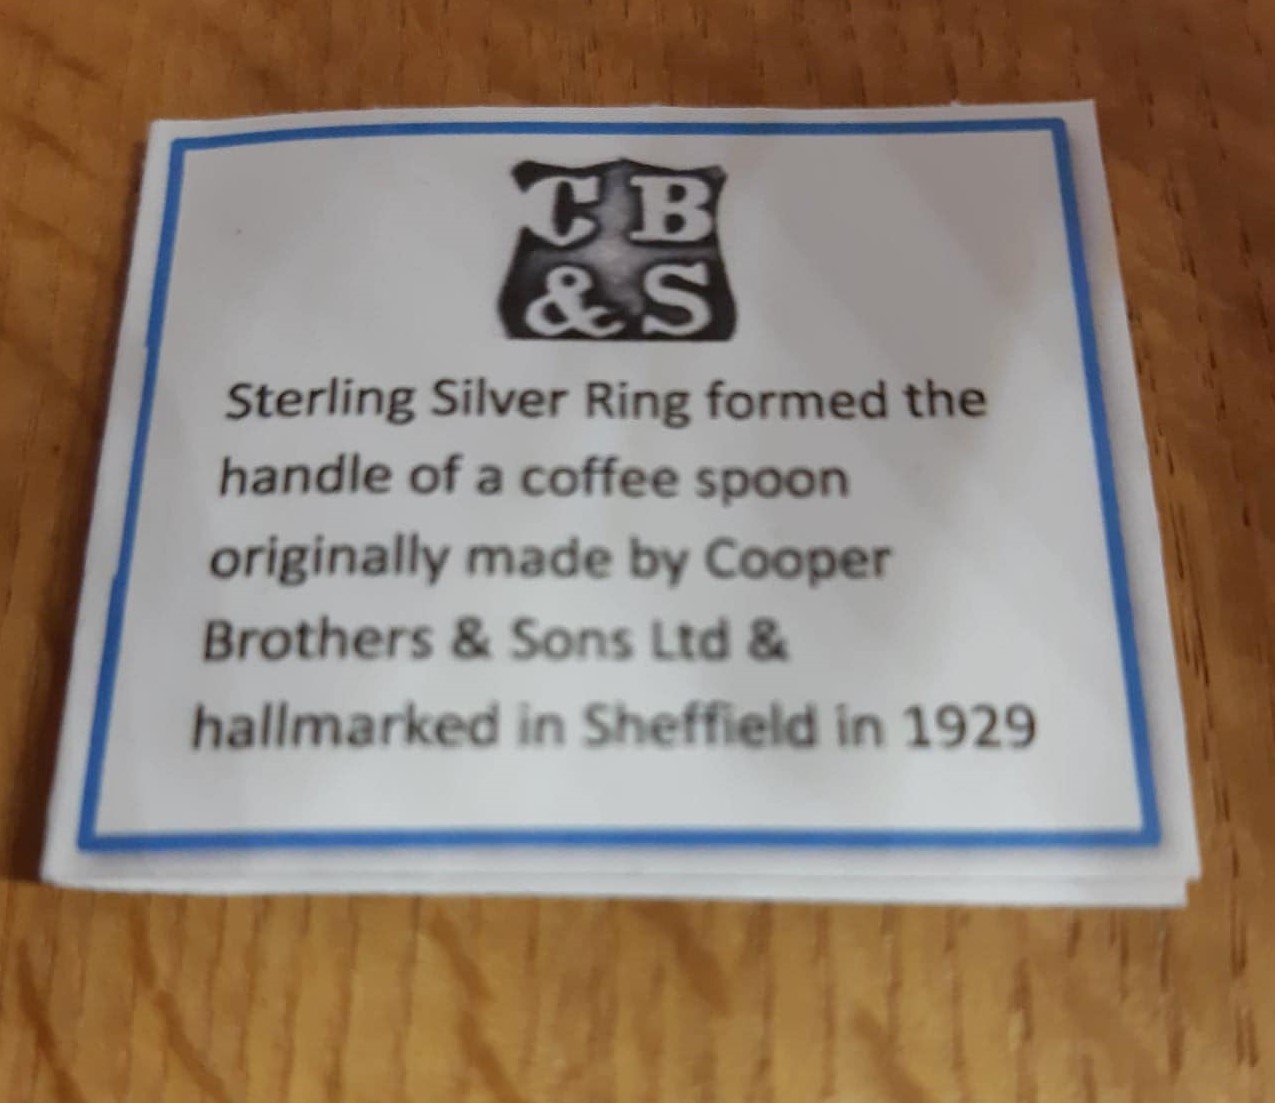 C B
& S
Sterling Silver Ring formed the
handle of a coffee spoon
originally made by Cooper
Brothers & Sons Ltd &
hallmarked in Sheffield in 1929